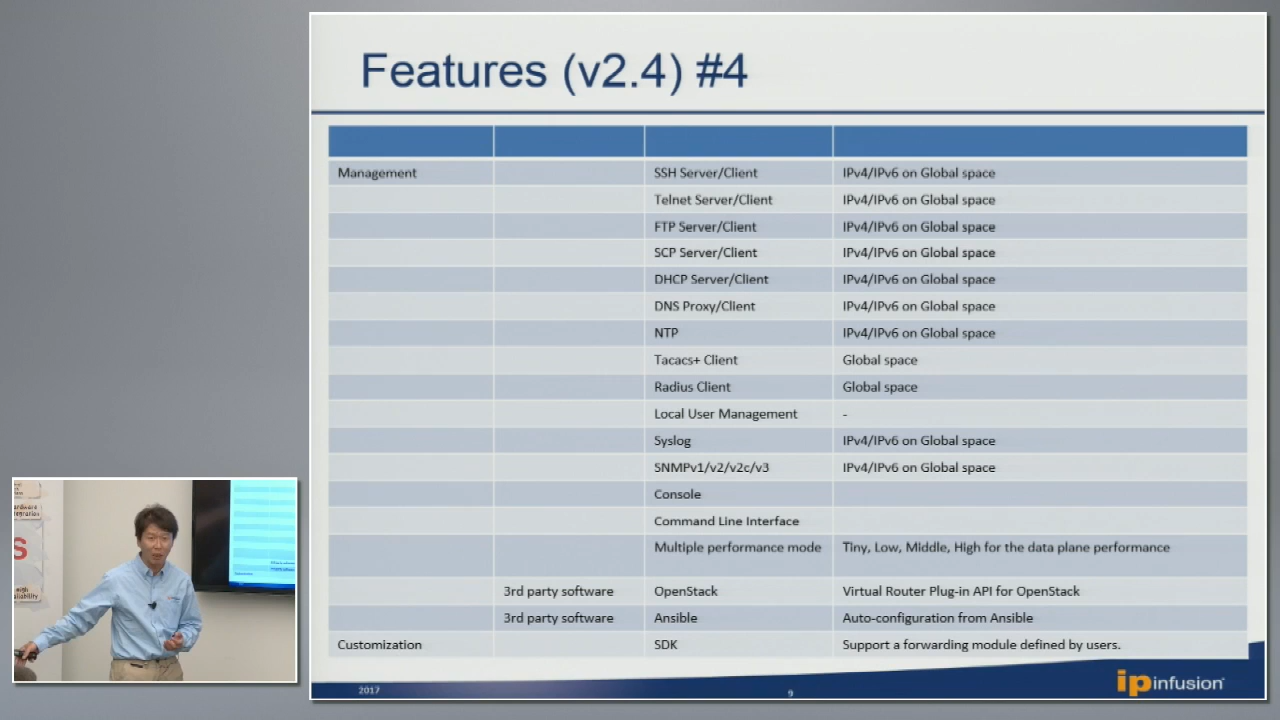 Features (v2.4) #4
Management SSH Server/Client IPv4/IPv6 on Global space
Telnet Server/Client IPv4/IPv6 on Global space
FTP Server/Client IPv4/IPv6 on Global space
SCP Server/Client IPv4/IPv6 on Global space
DHCP Server/Client IPv4/IPv6 on Global space
DNS Proxy/Client IPv4/IPv6 on Global space
NTP IPv4/IPv6 on Global space
Tacacs+ Client Global space
Radius Client Global space
Local User Management -
Syslog IPv4/IPv6 on Global space
SNMPv1/v2/v2c/v3 IPv4/IPv6 on Global space
Console
Command Line Interface
Multiple performance mode Tiny, Low, Middle, High for the data plane performance
3rd party software OpenStack Virtual Router Plug-in API for OpenStack
3rd party software Ansible Auto-configuration from Ansible
Customization SDK Support a forwarding module defined by users.
2017 9 ipinfusion